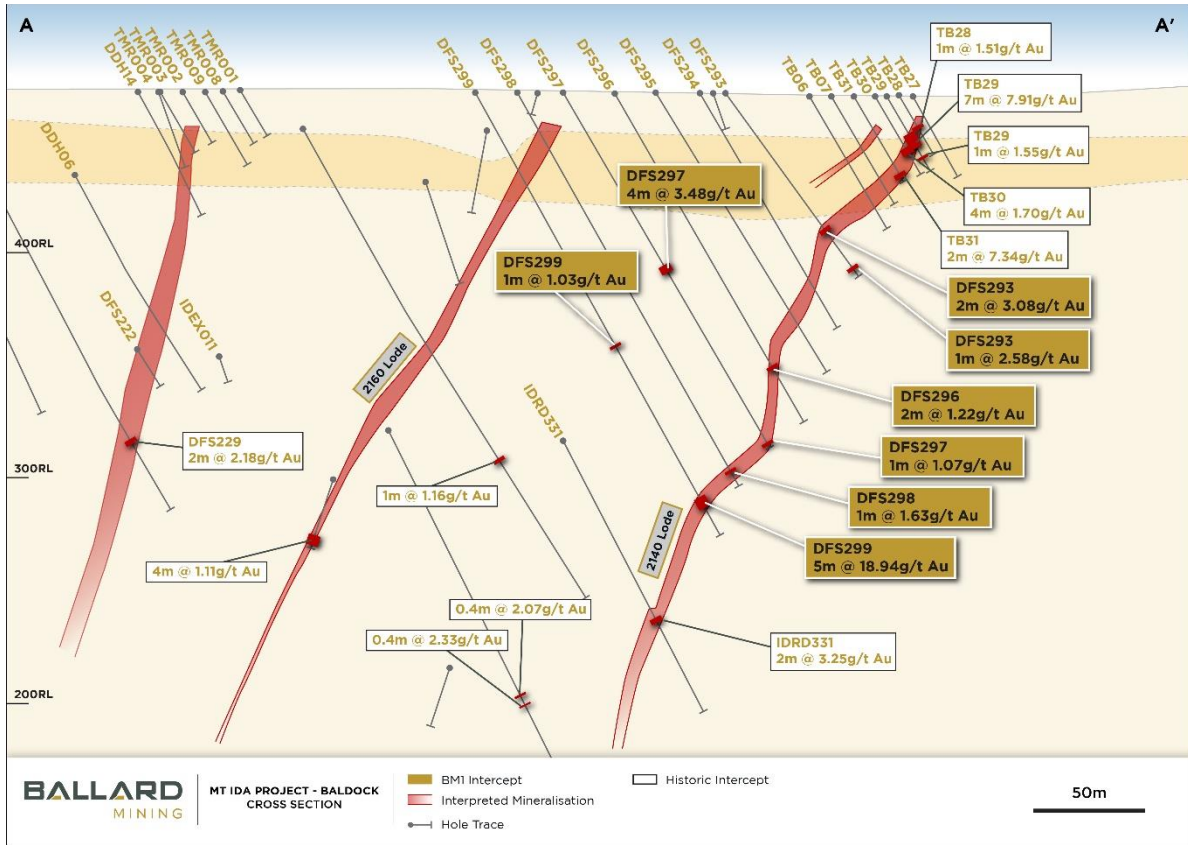 A
A'
TMR001
TMR008
TMR009
TMR002
TMR003
TMR004
DDH14
DDH06
DFS299
DFS298
DFS297
DFS296
DFS295
DFS294
DFS293
TB06
TB07
TB31
TB30
TB29
TB28
TB27
TB28
1m @ 1.51g/t Au
TB29
7m @ 7.91g/t Au
TB29
1m @ 1.55g/t Au
TB30
4m @ 1.70g/t Au
TB31
2m @ 7.34g/t Au
DFS297
4m @ 3.48g/t Au
DFS299
1m @ 1.03g/t Au
DFS293
2m @ 3.08g/t Au
DFS293
1m @ 2.58g/t Au
DFS296
2m @ 1.22g/t Au
DFS297
1m @ 1.07g/t Au
DFS298
1m @ 1.63g/t Au
DFS299
5m @ 18.94g/t Au
400RL
DFS222
IDEX011
2160 Lode
IDRD331
DFS229
2m @ 2.18g/t Au
300RL
1m @ 1.16g/t Au
2140 Lode
4m @ 1.11g/t Au
0.4m @ 2.07g/t Au
0.4m @ 2.33g/t Au
IDRD331
2m @ 3.25g/t Au
200RL
BALLARD
MINING
MT IDA PROJECT - BALDOCK
CROSS SECTION
BM1 Intercept
Interpreted Mineralisation
Hole Trace
Historic Intercept
50m